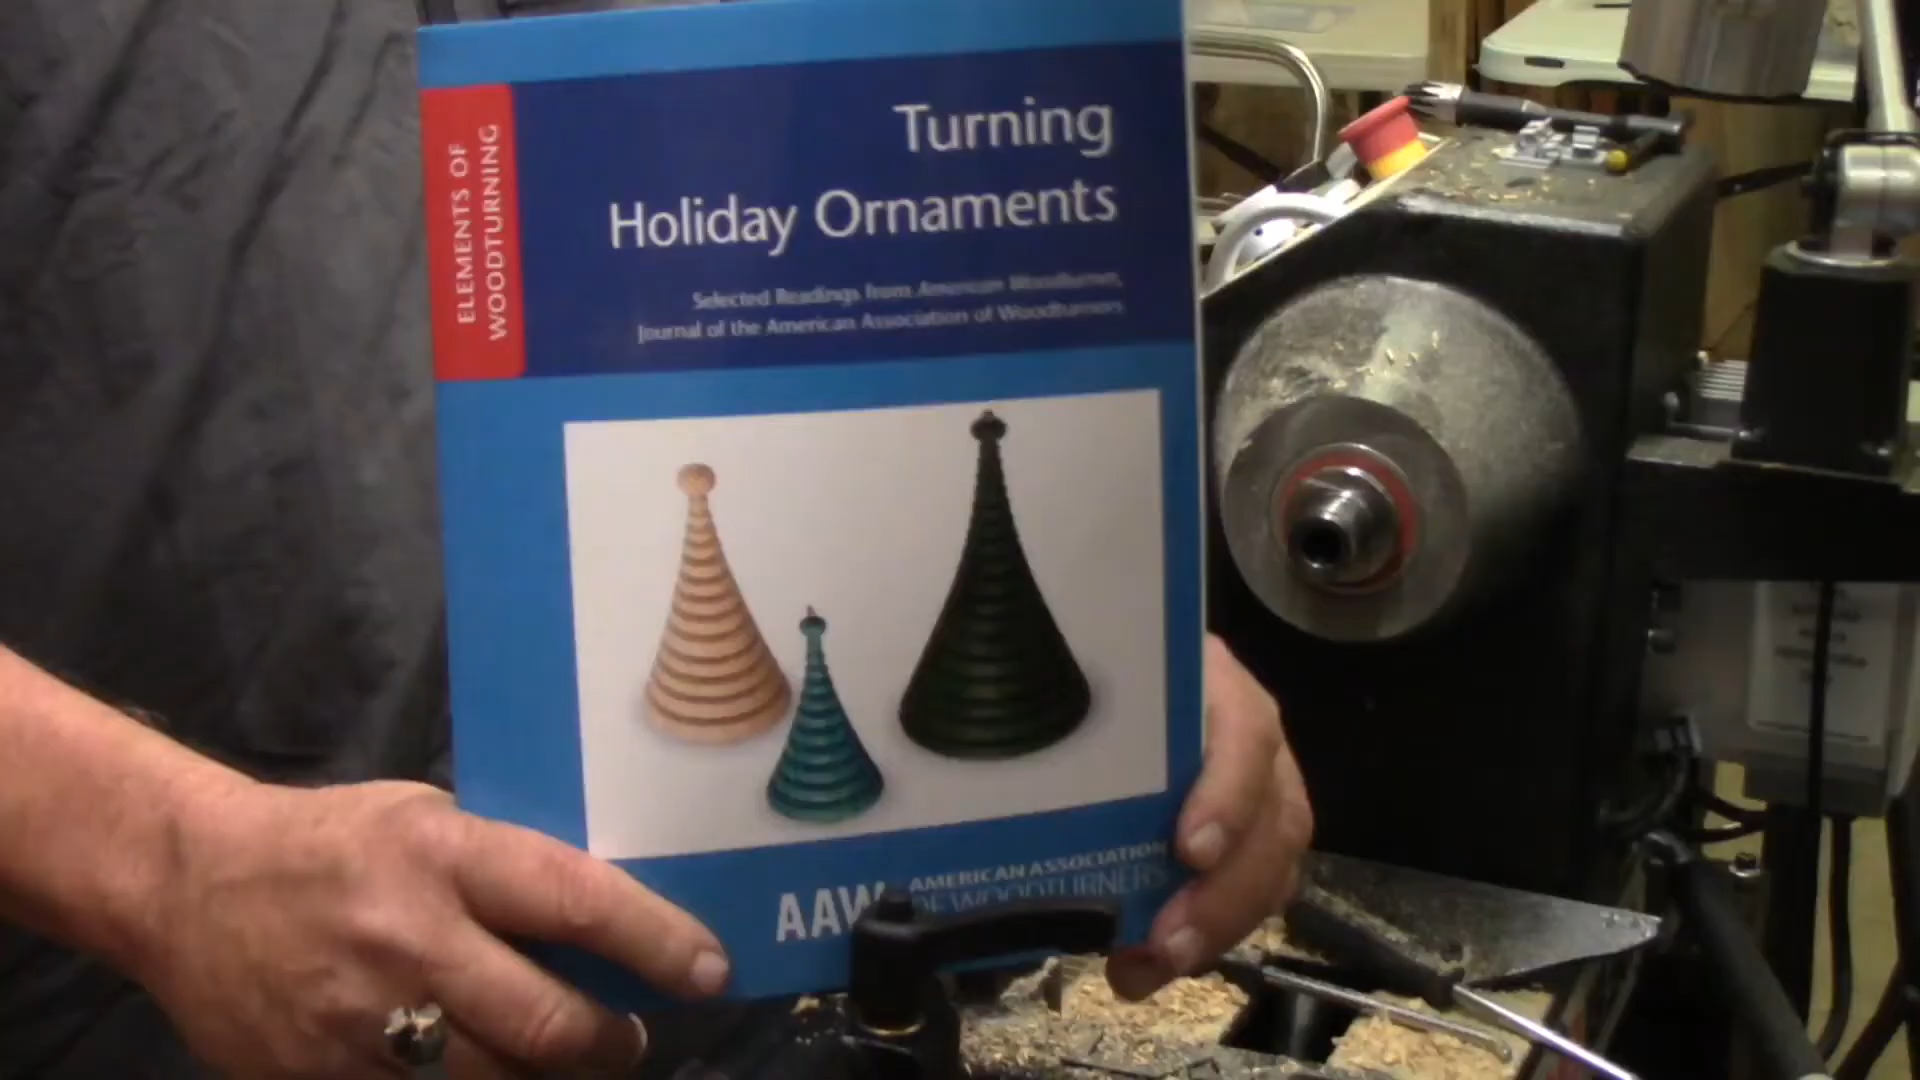 ELEMENTS OF
WOODTURNING
Turning
Holiday Ornaments
Selected Readings from American Woodturner,
Journal of the American Association of Woodturners
AAW
AMERICAN ASSOCIATION
OF WOODTURNERS